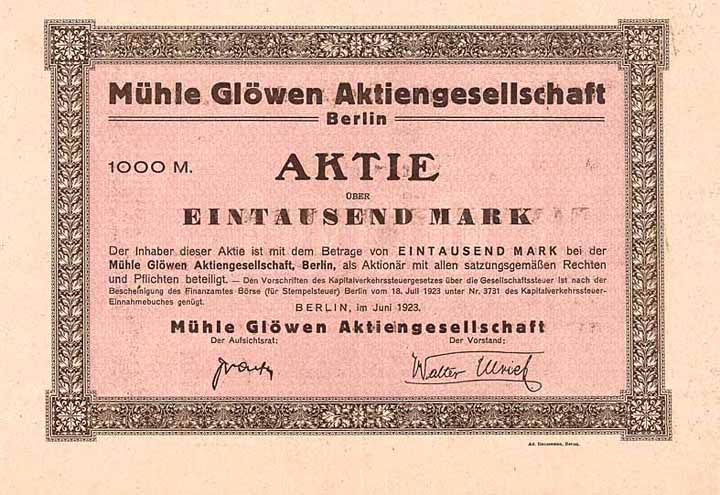 Mühle Glöwen Aktiengesellschaft
Berlin
1000 M.
AKTIE
ÜBER
EINTAUSEND MARK
Der Inhaber dieser Aktie ist mit dem Betrage von EINTAUSEND MARK bei der
Mühle Glöwen Aktiengesellschaft, Berlin, als Aktionär mit allen satzungsgemäßen Rechten
und Pflichten beteiligt. — Den Vorschriften des Kapitalverkehrssteuergesetzes über die Gesellschaftssteuer ist nach
der Bescheinigung des Finanzamtes Börse (für Stempelsteuer) Berlin vom 18. Juli 1923 unter Nr. 3731 des Kapitalverkehrssteuer-
Einnahmebuches genügt.
BERLIN, im Juni 1923.
Mühle Glöwen Aktiengesellschaft
Der Aufsichtsrat:
Der Vorstand:
Walter Ulrich